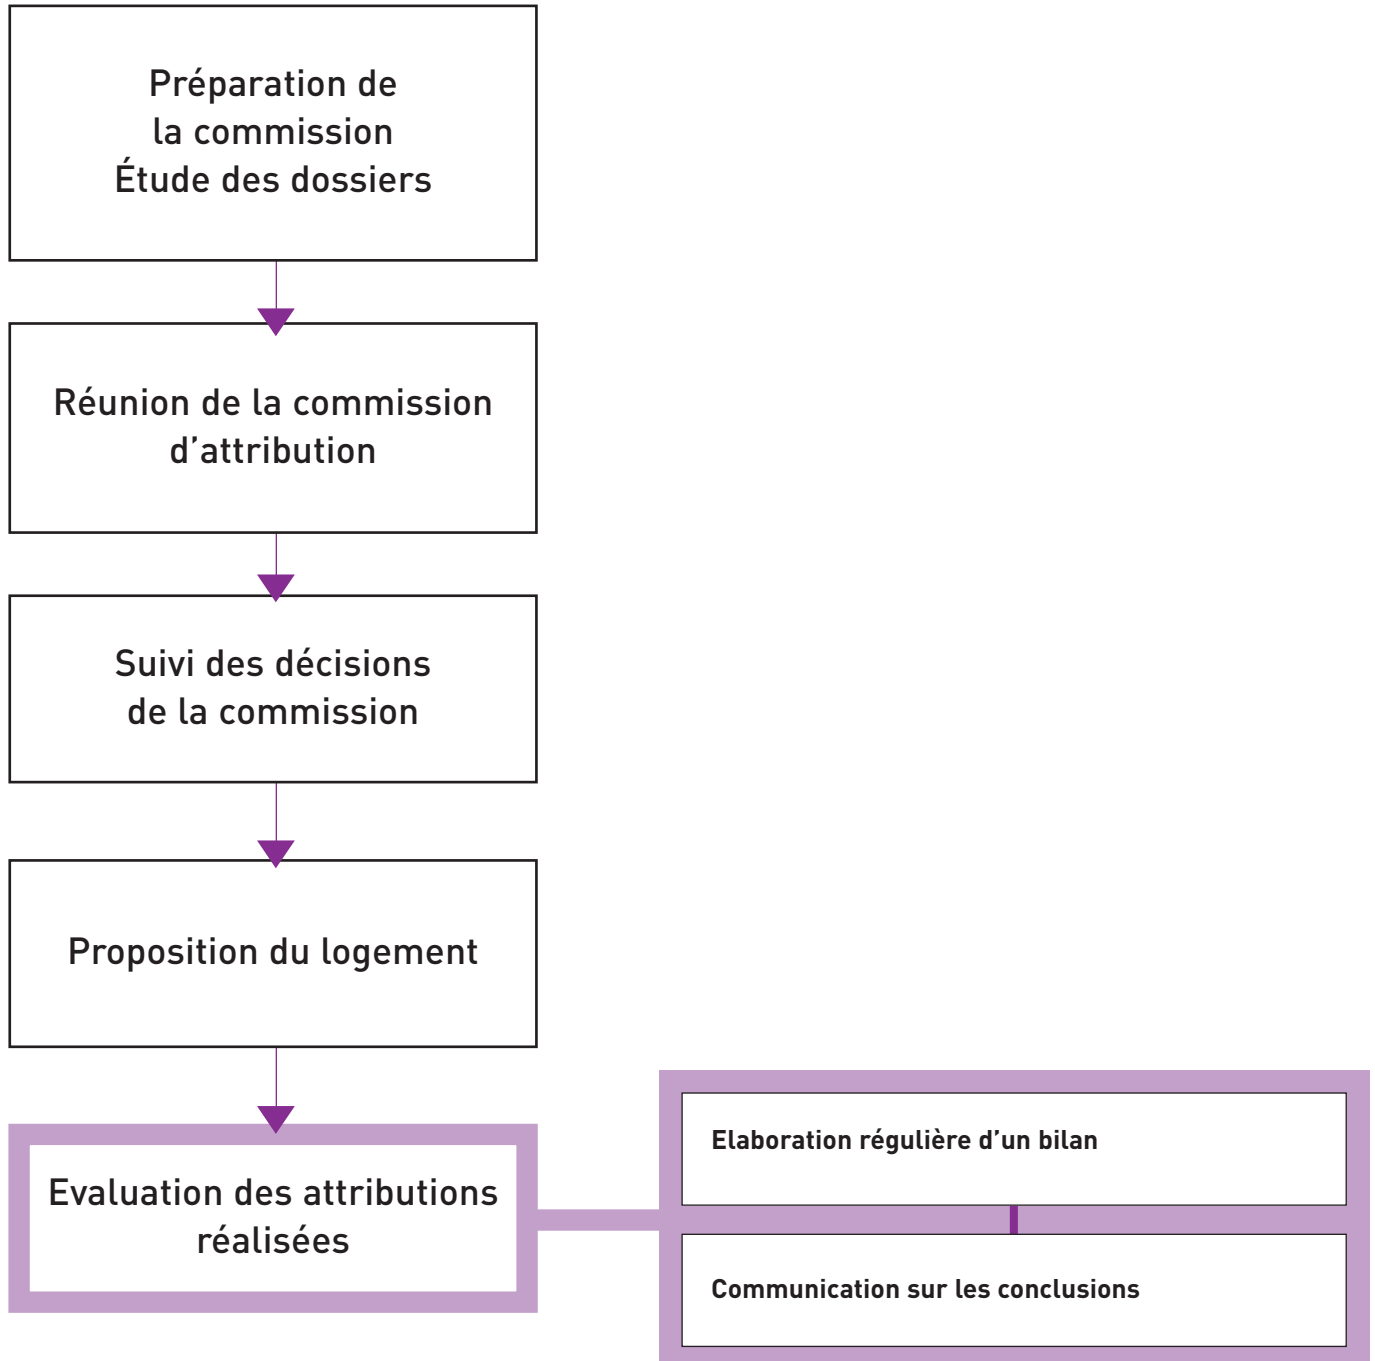 Préparation de
la commission
Étude des dossiers
Réunion de la commission
d’attribution
Suivi des décisions
de la commission
Proposition du logement
Evaluation des attributions
réalisées
Elaboration régulière d’un bilan
Communication sur les conclusions